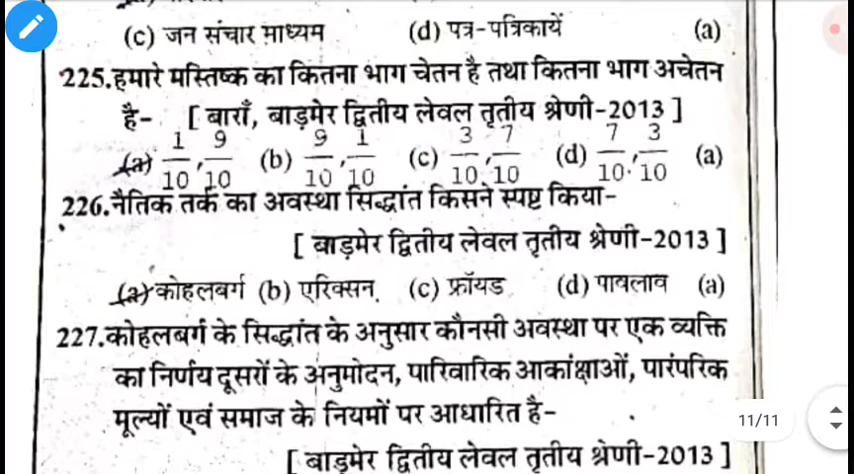 (c) जन संचार माध्यम (d) पत्र-पत्रिकायें (a)
225.हमारे मस्तिष्क का कितना भाग चेतन है तथा कितना भाग अचेतन
है- [ बाराँ, बाड़मेर द्वितीय लेवल तृतीय श्रेणी-2013 ]
(a) 1/10, 9/10 (b) 9/10, 1/10 (c) 3/10, 7/10 (d) 7/10, 3/10 (a)
226.नैतिक तर्क का अवस्था सिद्धांत किसने स्पष्ट किया-
[ बाड़मेर द्वितीय लेवल तृतीय श्रेणी-2013 ]
(a) कोहलबर्ग (b) एरिक्सन (c) फ्रॉयड (d) पावलाव (a)
227.कोहलबर्ग के सिद्धांत के अनुसार कौनसी अवस्था पर एक व्यक्ति
का निर्णय दूसरों के अनुमोदन, पारिवारिक आकांक्षाओं, पारंपरिक
मूल्यों एवं समाज के नियमों पर आधारित है-
11/11
[ बाड़मेर द्वितीय लेवल तृतीय श्रेणी-2013 ]